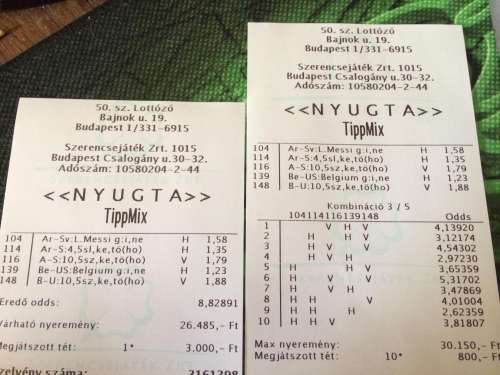 50. sz. Lottózó
Bajnok u. 19.
Budapest 1/331-6915
Szerencsejáték Zrt. 1015
Budapest Csalogány u.30-32.
Adószám: 10580204-2-44
<<NYUGTA>>
TippMix
104 Ar-Sv:L.Messi g:i,ne H 1,58
114 Ar-S:4,5l,ke,tö(ho) H 1,35
116 A-S:10,5sz,ke,tö(ho) V 1,79
139 Be-US:Belgium g:i,ne H 1,23
148 B-U:10,5sz,ke,tö(ho) V 1,88
Eredő odds: 8,82891
Várható nyeremény: 26.485,- Ft
Megjátszott tét: 1* 3.000,- Ft
50. sz. Lottózó
Bajnok u. 19.
Budapest 1/331-6915
Szerencsejáték Zrt. 1015
Budapest Csalogány u.30-32.
Adószám: 10580204-2-44
<<NYUGTA>>
TippMix
104 Ar-Sv:L.Messi g:i,ne H 1,58
114 Ar-S:4,5sl,ke,tö(ho) H 1,35
116 A-S:10,5sz,ke,tö(ho) V 1,79
139 Be-US:Belgium g:i,ne H 1,23
148 B-U:10,5sz,ke,tö(ho) V 1,88
Kombináció 3 / 5
104114116139148 Odds
1 V H V 4,13920
2 H H V 3,12174
3 H V V 4,54302
4 H V H 2,97230
5 H H V 3,65359
6 H V V 5,31702
7 H V H 3,47869
8 H H V 4,01004
9 H H H 2,62359
10 H H V 3,81807
Max nyeremény: 30.150,- Ft
Megjátszott tét: 10* 800,- Ft